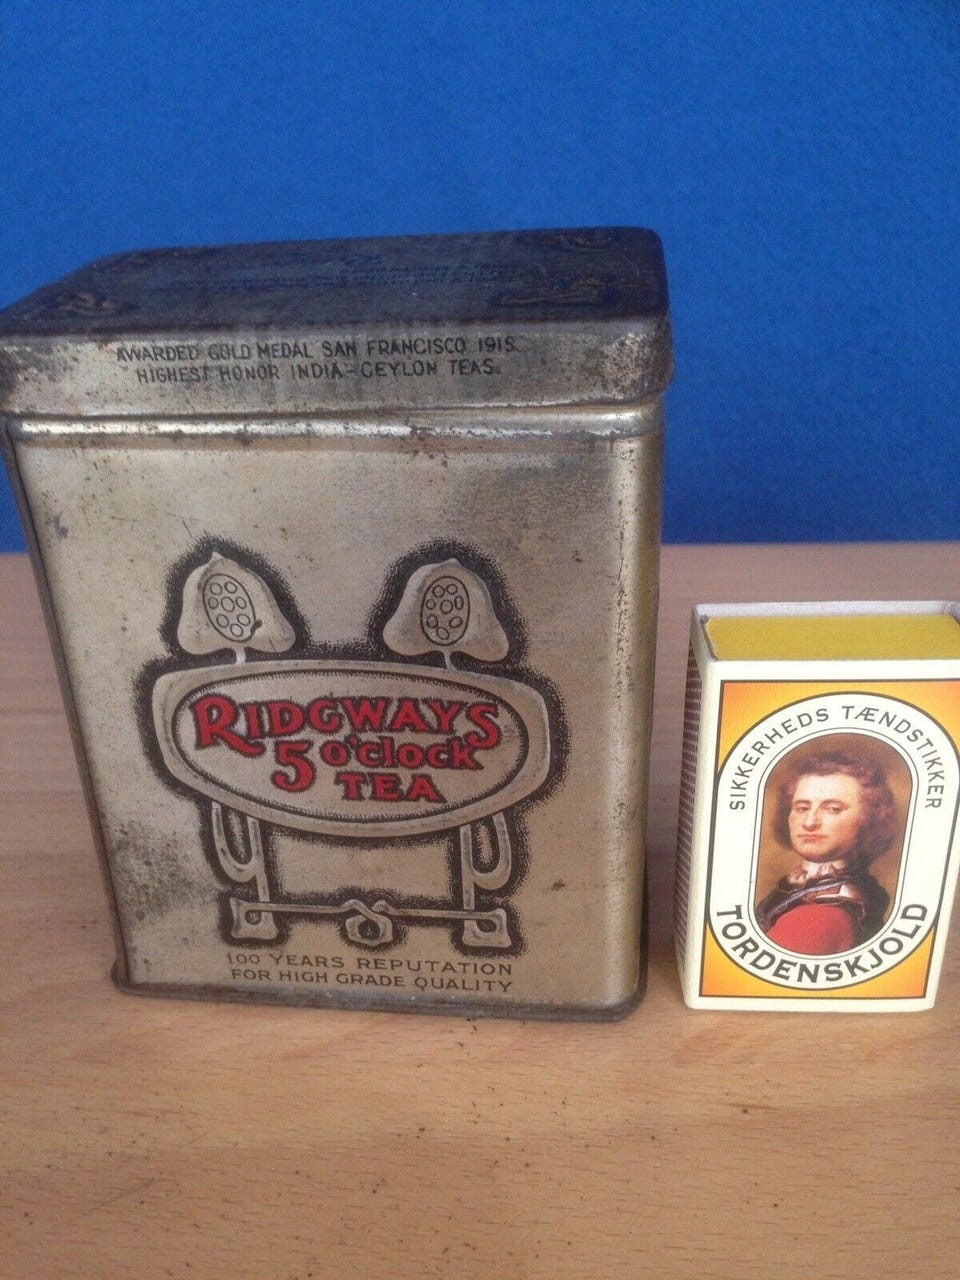 AWARDED GOLD MEDAL SAN FRANCISCO 1915
HIGHEST HONOR INDIA-CEYLON TEAS.
RIDGWAYS
5 o'clock
TEA
100 YEARS REPUTATION
FOR HIGH GRADE QUALITY
SIKKERHEDS TÆNDSTIKKER
TORDENSKJOLD